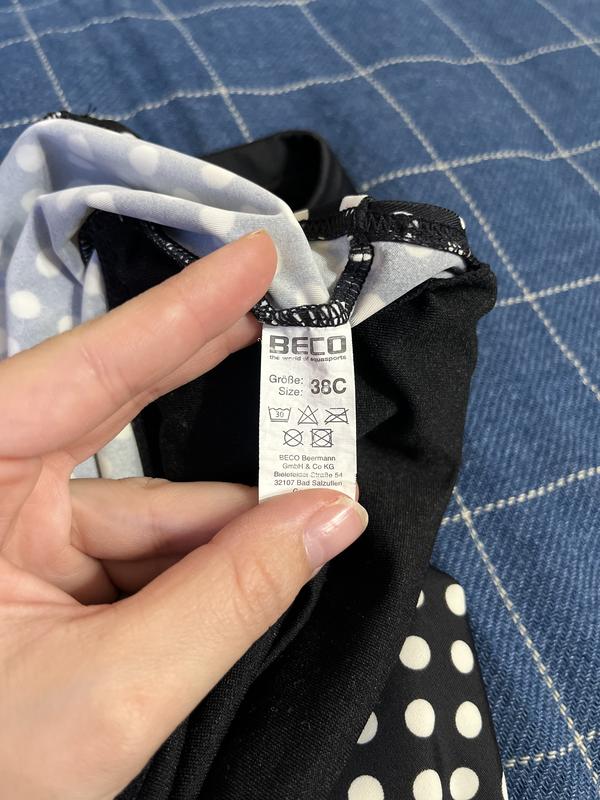 BECO
the world of aquasports
Größe:
Size: 38C
30
BECO Beermann
GmbH & Co KG
Bielefelder Straße 54
32107 Bad Salzuflen